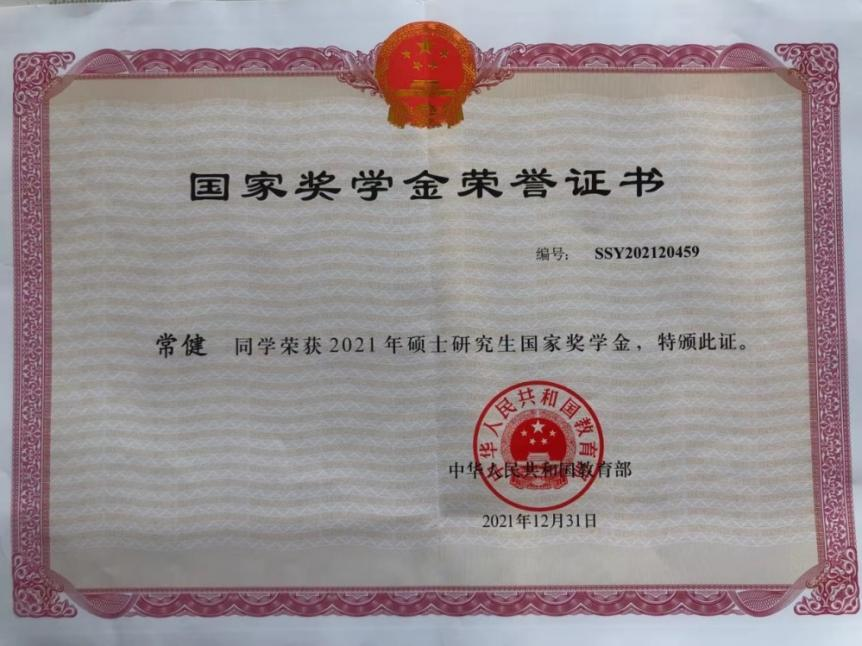 国家奖学金荣誉证书
编号： SSY202120459
常健 同学荣获2021年硕士研究生国家奖学金，特颁此证。
中华人民共和国教育部
中华人民共和国教育部
2021年12月31日